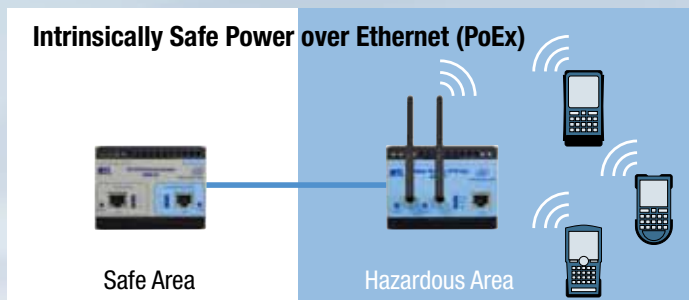 Intrinsically Safe Power over Ethernet (PoEx)
Safe Area
Hazardous Area